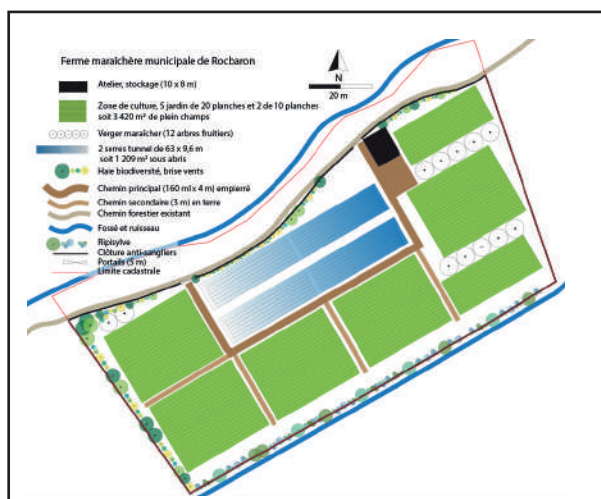 Ferme maraîchère municipale de Rocbaron
N
20 m
Atelier, stockage (10 x 8 m)
Zone de culture, 5 jardin de 20 planches et 2 de 10 planches
soit 3 420 m² de plein champs
Verger maraîcher (12 arbres fruitiers)
2 serres tunnel de 63 x 9,6 m
soit 1 209 m² sous abris
Haie biodiversité, brise vents
Chemin principal (160 ml x 4 m) empierré
Chemin secondaire (3 m) en terre
Chemin forestier existant
Fossé et ruisseau
Ripisylve
Clôture anti-sangliers
Portails (5 m)
Limite cadastrale